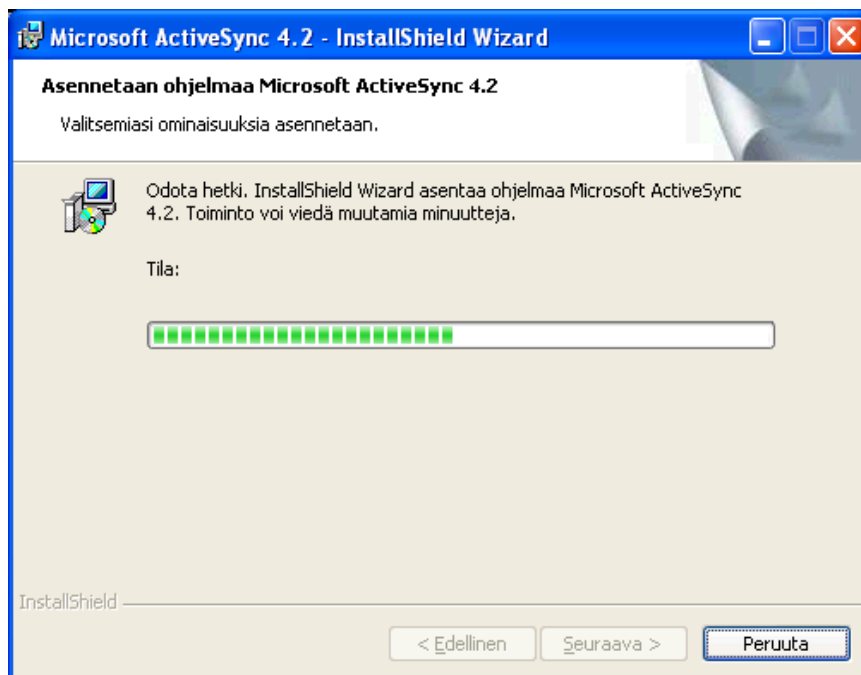 Microsoft ActiveSync 4.2 - InstallShield Wizard
Asennetaan ohjelmaa Microsoft ActiveSync 4.2
Valitsemiasi ominaisuuksia asennetaan.
Odota hetki. InstallShield Wizard asentaa ohjelmaa Microsoft ActiveSync
4.2. Toiminto voi viedä muutamia minuutteja.
Tila:
InstallShield
< Edellinen Seuraava > Peruuta